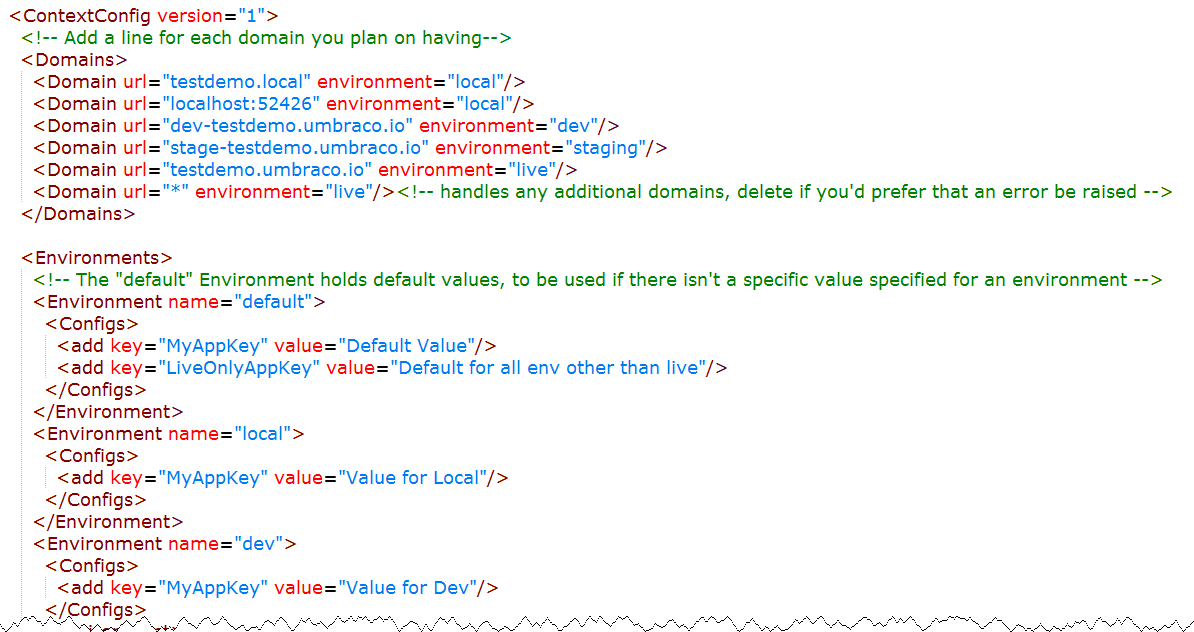 <ContextConfig version="1">
<!-- Add a line for each domain you plan on having-->
<Domains>
<Domain url="testdemo.local" environment="local"/>
<Domain url="localhost:52426" environment="local"/>
<Domain url="dev-testdemo.umbraco.io" environment="dev"/>
<Domain url="stage-testdemo.umbraco.io" environment="staging"/>
<Domain url="testdemo.umbraco.io" environment="live"/>
<Domain url="*" environment="live"/><!-- handles any additional domains, delete if you'd prefer that an error be raised -->
</Domains>
<Environments>
<!-- The "default" Environment holds default values, to be used if there isn't a specific value specified for an environment -->
<Environment name="default">
<Configs>
<add key="MyAppKey" value="Default Value"/>
<add key="LiveOnlyAppKey" value="Default for all env other than live"/>
</Configs>
</Environment>
<Environment name="local">
<Configs>
<add key="MyAppKey" value="Value for Local"/>
</Configs>
</Environment>
<Environment name="dev">
<Configs>
<add key="MyAppKey" value="Value for Dev"/>
</Configs>